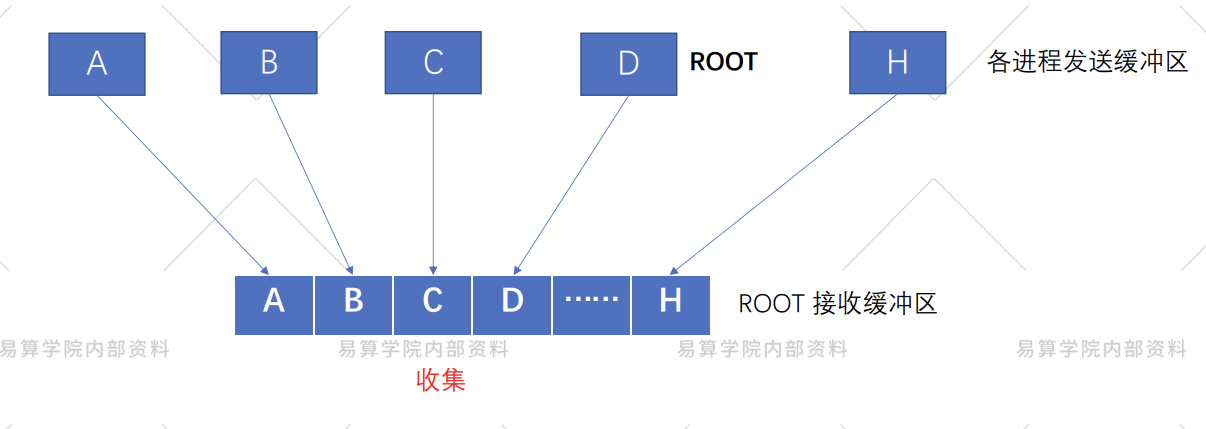 A B C D ROOT H 各进程发送缓冲区
A B C D …… H ROOT 接收缓冲区
易算学院内部资料 易算学院内部资料 易算学院内部资料 易算学院内部资料
收集